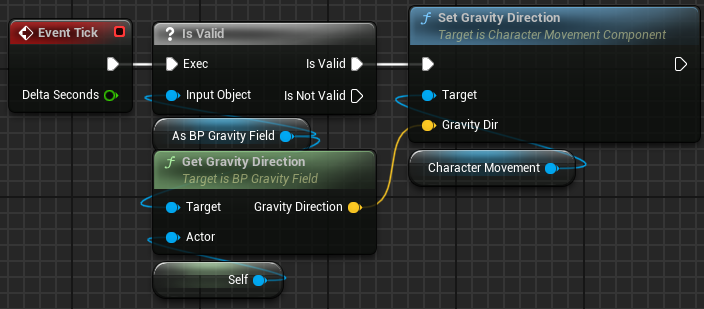 Event Tick
Delta Seconds
? Is Valid
Exec
Is Valid
Input Object
Is Not Valid
As BP Gravity Field
f Get Gravity Direction
Target is BP Gravity Field
Target
Gravity Direction
Actor
Self
f Set Gravity Direction
Target is Character Movement Component
Target
Gravity Dir
Character Movement